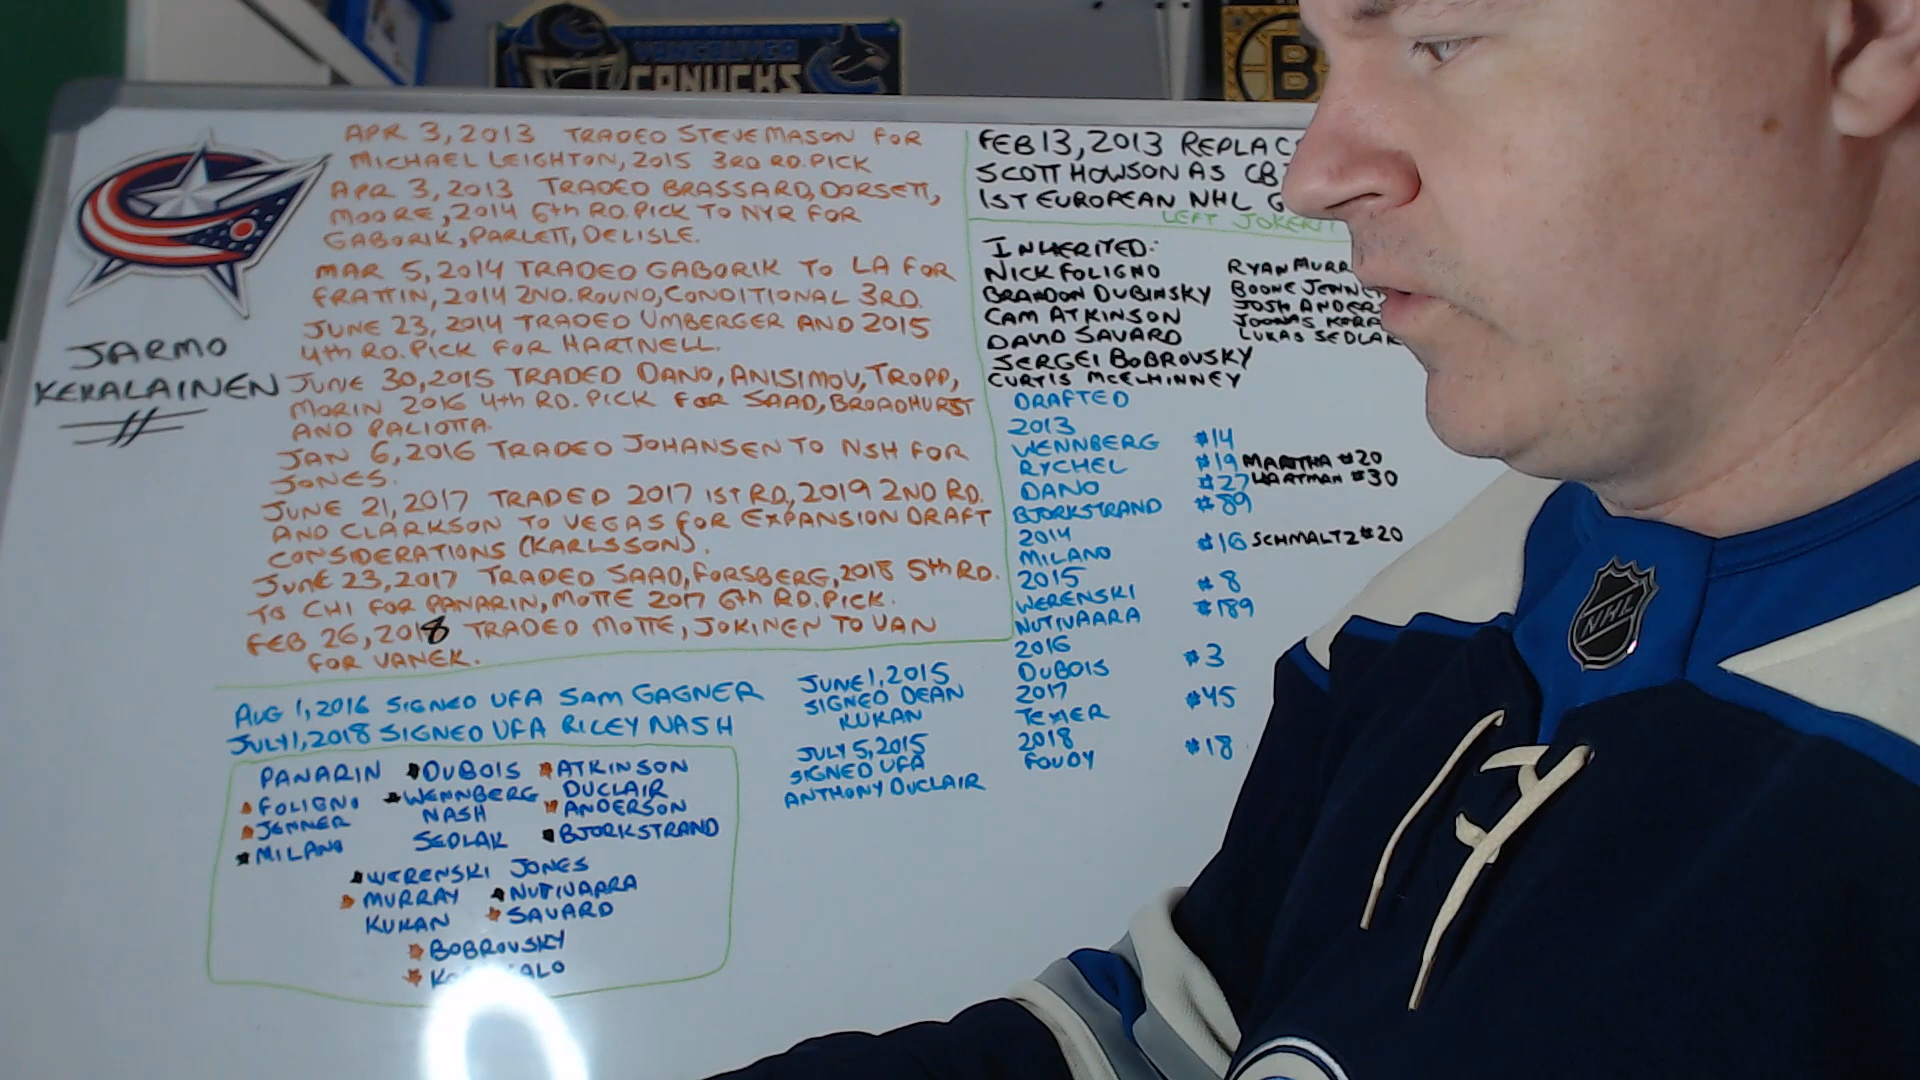 VANCOUVER
CANUCKS
B
APR 3, 2013 TRADED STEVE MASON FOR
MICHAEL LEIGHTON, 2015 3RD RD. PICK
APR 3, 2013 TRADED BRASSARD, DORSETT,
MOORE, 2014 6th RD. PICK TO NYR FOR
GABORIK, PARLETT, DELISLE.
MAR 5, 2014 TRADED GABORIK TO LA FOR
FRATTIN, 2014 2ND. ROUND, CONDITIONAL 3RD.
JUNE 23, 2014 TRADED UMBERGER AND 2015
4th RD. PICK FOR HARTNELL.
JUNE 30, 2015 TRADED DANO, ANISIMOV, TROPP,
MORIN 2016 4th RD. PICK FOR SAAD, BROADHURST
AND PALIOTTA.
JAN 6, 2016 TRADED JOHANSEN TO NSH FOR
JONES.
JUNE 21, 2017 TRADED 2017 1ST RD, 2019 2ND RD.
AND CLARKSON TO VEGAS FOR EXPANSION DRAFT
CONSIDERATIONS (KARLSSON).
JUNE 23, 2017 TRADED SAAD, FORSBERG, 2018 5th RD.
TO CHI FOR PANARIN, MOTTE 2017 6th RD. PICK.
FEB 26, 2018 TRADED MOTTE, JOKINEN TO VAN
FOR VANEK.
JARMO
KEKALAINEN
AUG 1, 2016 SIGNED UFA SAM GAGNER
JULY 1, 2018 SIGNED UFA RILEY NASH
JUNE 1, 2015
SIGNED DEAN
KUKAN
JULY 5, 2015
SIGNED UFA
ANTHONY DUCLAIR
PANARIN DUBOIS ATKINSON
FOLIGNO WENNBERG DUCLAIR
JENNER NASH ANDERSON
MILANO SEDLAK BJORKSTRAND
WERENSKI JONES
MURRAY NUTIVAARA
KUKAN SAVARD
BOBROVSKY
FEB 13, 2013 REPLAC
SCOTT HOWSON AS CBJ
1ST EUROPEAN NHL G
LEFT JOKERIT
INHERITED:
NICK FOLIGNO RYAN MURR
BRANDON DUBINSKY BOONE JENN
CAM ATKINSON JOSH ANDERS
DAVID SAVARD JOONAS KORP
SERGEI BOBROVSKY LUKAS SEDLAK
CURTIS MCELHINNEY
DRAFTED
2013
WENNBERG #14
RYCHEL #19 MANTHA #20
DANO #27 HARTMAN #30
BJORKSTRAND #89
2014
MILANO #16 SCHMALTZ #20
2015
WERENSKI #8
NUTIVAARA #189
2016
DUBOIS #3
2017
TEXIER #45
2018
FOUDY #18
NHL